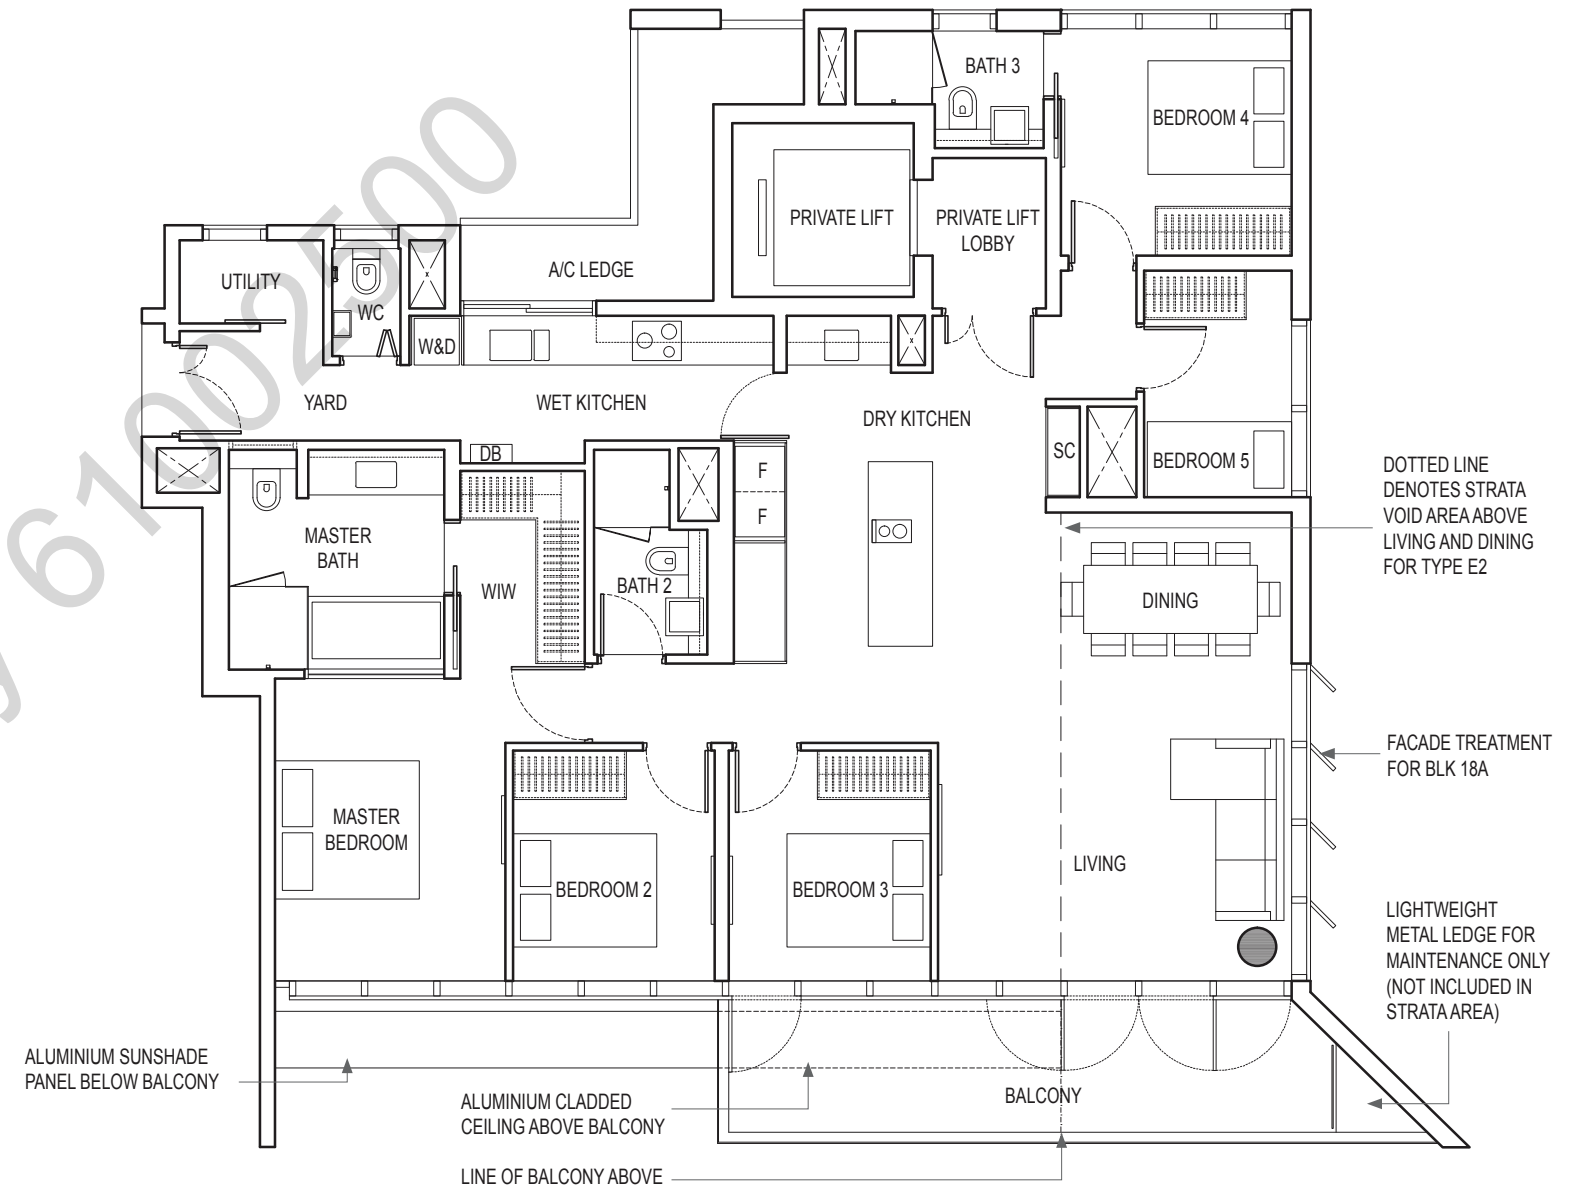 BATH 3
BEDROOM 4
PRIVATE LIFT
PRIVATE LIFT
LOBBY
UTILITY
A/C LEDGE
WC
W&D
YARD
WET KITCHEN
DRY KITCHEN
DB
F
F
SC
BEDROOM 5
MASTER
BATH
WIW
BATH 2
DINING
DOTTED LINE
DENOTES STRATA
VOID AREA ABOVE
LIVING AND DINING
FOR TYPE E2
FACADE TREATMENT
FOR BLK 18A
MASTER
BEDROOM
BEDROOM 2
BEDROOM 3
LIVING
LIGHTWEIGHT
METAL LEDGE FOR
MAINTENANCE ONLY
(NOT INCLUDED IN
STRATA AREA)
ALUMINIUM SUNSHADE
PANEL BELOW BALCONY
ALUMINIUM CLADDED
CEILING ABOVE BALCONY
BALCONY
LINE OF BALCONY ABOVE
y 61002500